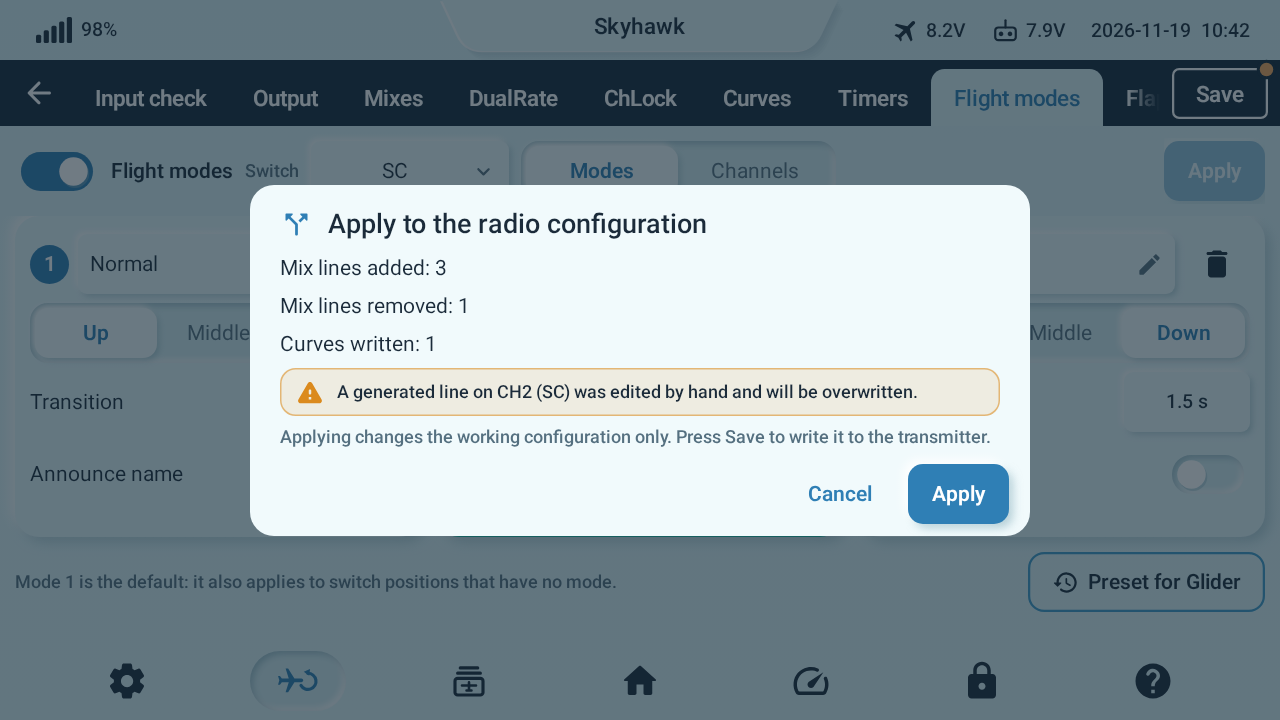 98%
Skyhawk
8.2V
7.9V
2026-11-19 10:42
Input check
Output
Mixes
DualRate
ChLock
Curves
Timers
Flight modes
Fla
Save
Flight modes
Switch
SC
Modes
Channels
Apply
Apply to the radio configuration
1
Normal
Mix lines added: 3
Mix lines removed: 1
Up
Middle
Middle
Down
Curves written: 1
A generated line on CH2 (SC) was edited by hand and will be overwritten.
Transition
1.5 s
Applying changes the working configuration only. Press Save to write it to the transmitter.
Announce name
Cancel
Apply
Mode 1 is the default: it also applies to switch positions that have no mode.
Preset for Glider